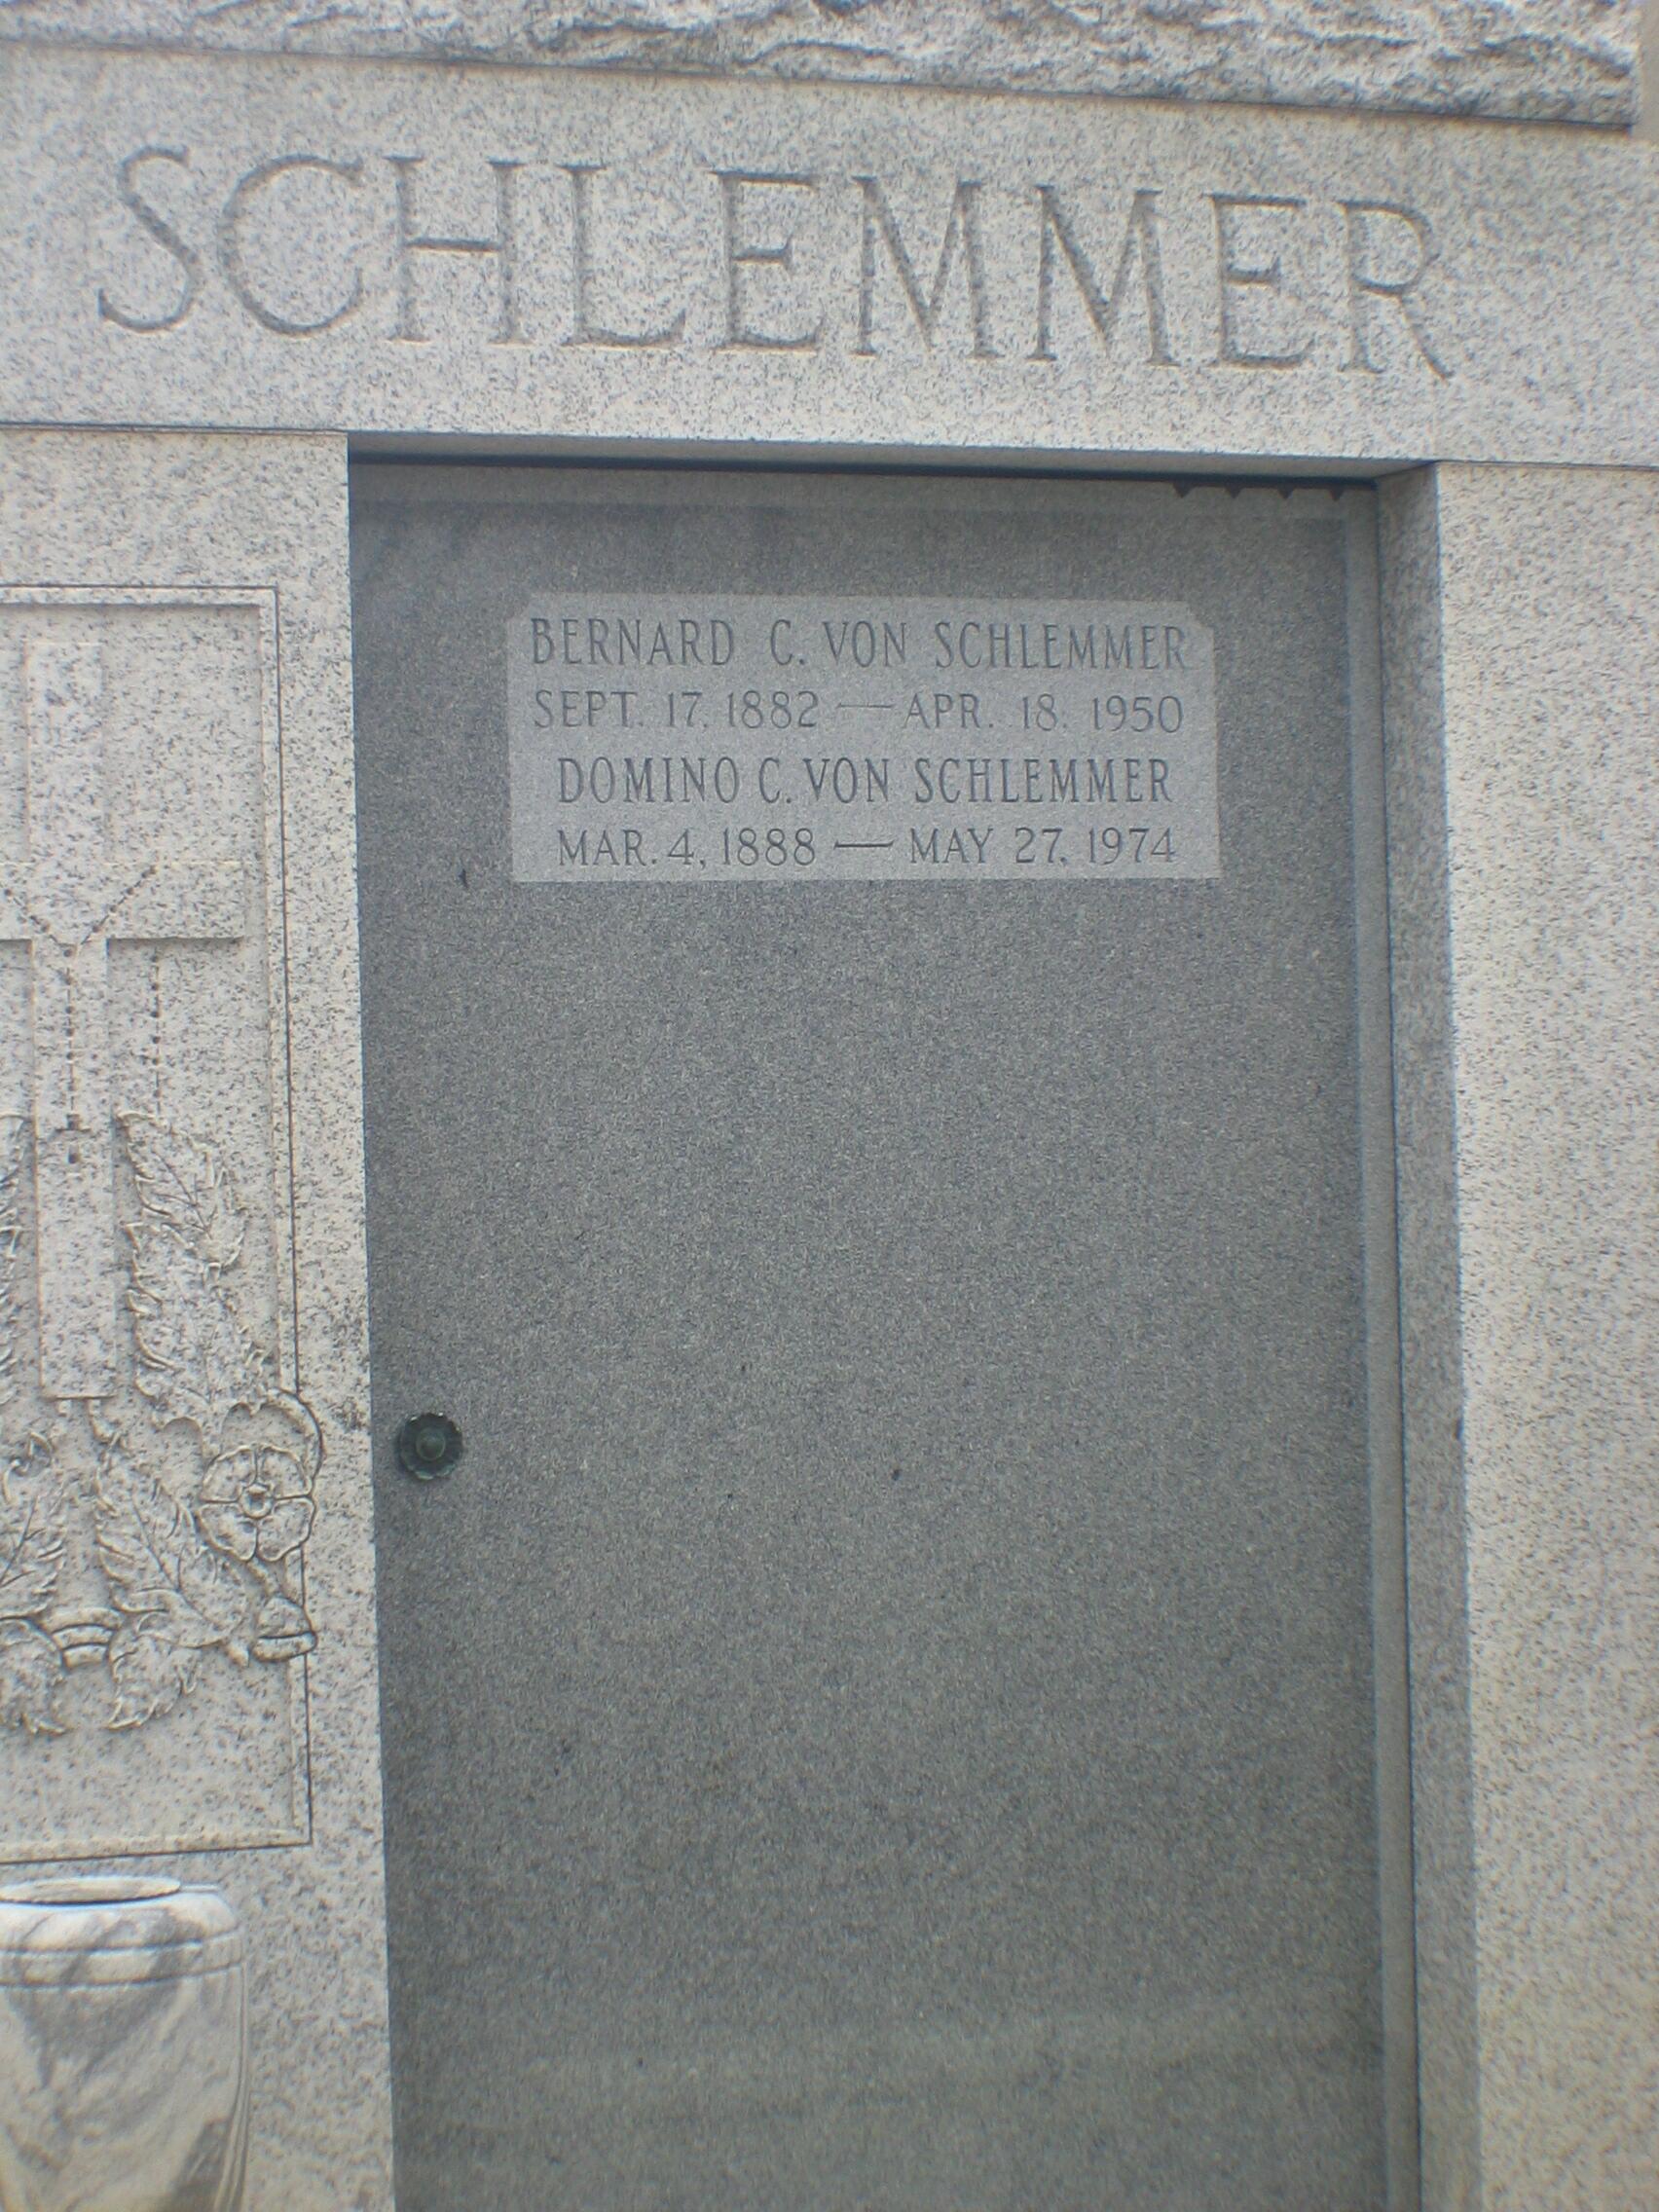 SCHLEMMER
BERNARD C. VON SCHLEMMER
SEPT. 17, 1882 — APR. 18, 1950
DOMINO C. VON SCHLEMMER
MAR. 4, 1888 — MAY 27, 1974